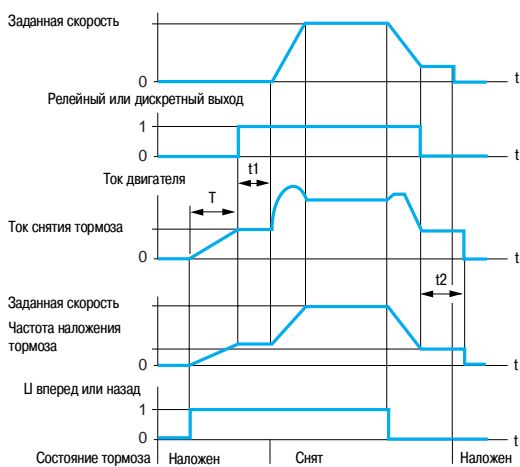 Заданная скорость
0
t
Релейный или дискретный выход
1
0
t
t1
Ток двигателя
T
Ток снятия тормоза
0
t
t2
Заданная скорость
Частота наложения
тормоза
0
t
U вперед или назад
1
0
t
Состояние тормоза
Наложен
Снят
Наложен